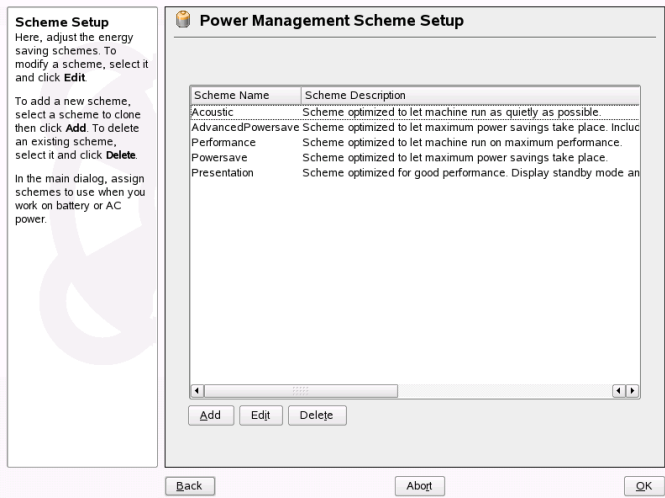 Scheme Setup
Here, adjust the energy
saving schemes. To
modify a scheme, select it
and click Edit.
To add a new scheme,
select a scheme to clone
then click Add. To delete
an existing scheme,
select it and click Delete.
In the main dialog, assign
schemes to use when you
work on battery or AC
power.
Power Management Scheme Setup
Scheme Name Scheme Description
Acoustic Scheme optimized to let machine run as quietly as possible.
AdvancedPowersave Scheme optimized to let maximum power savings take place. Includ
Performance Scheme optimized to let machine run on maximum performance.
Powersave Scheme optimized to let maximum power savings take place.
Presentation Scheme optimized for good performance. Display standby mode an
Add Edit Delete
Back Abort OK